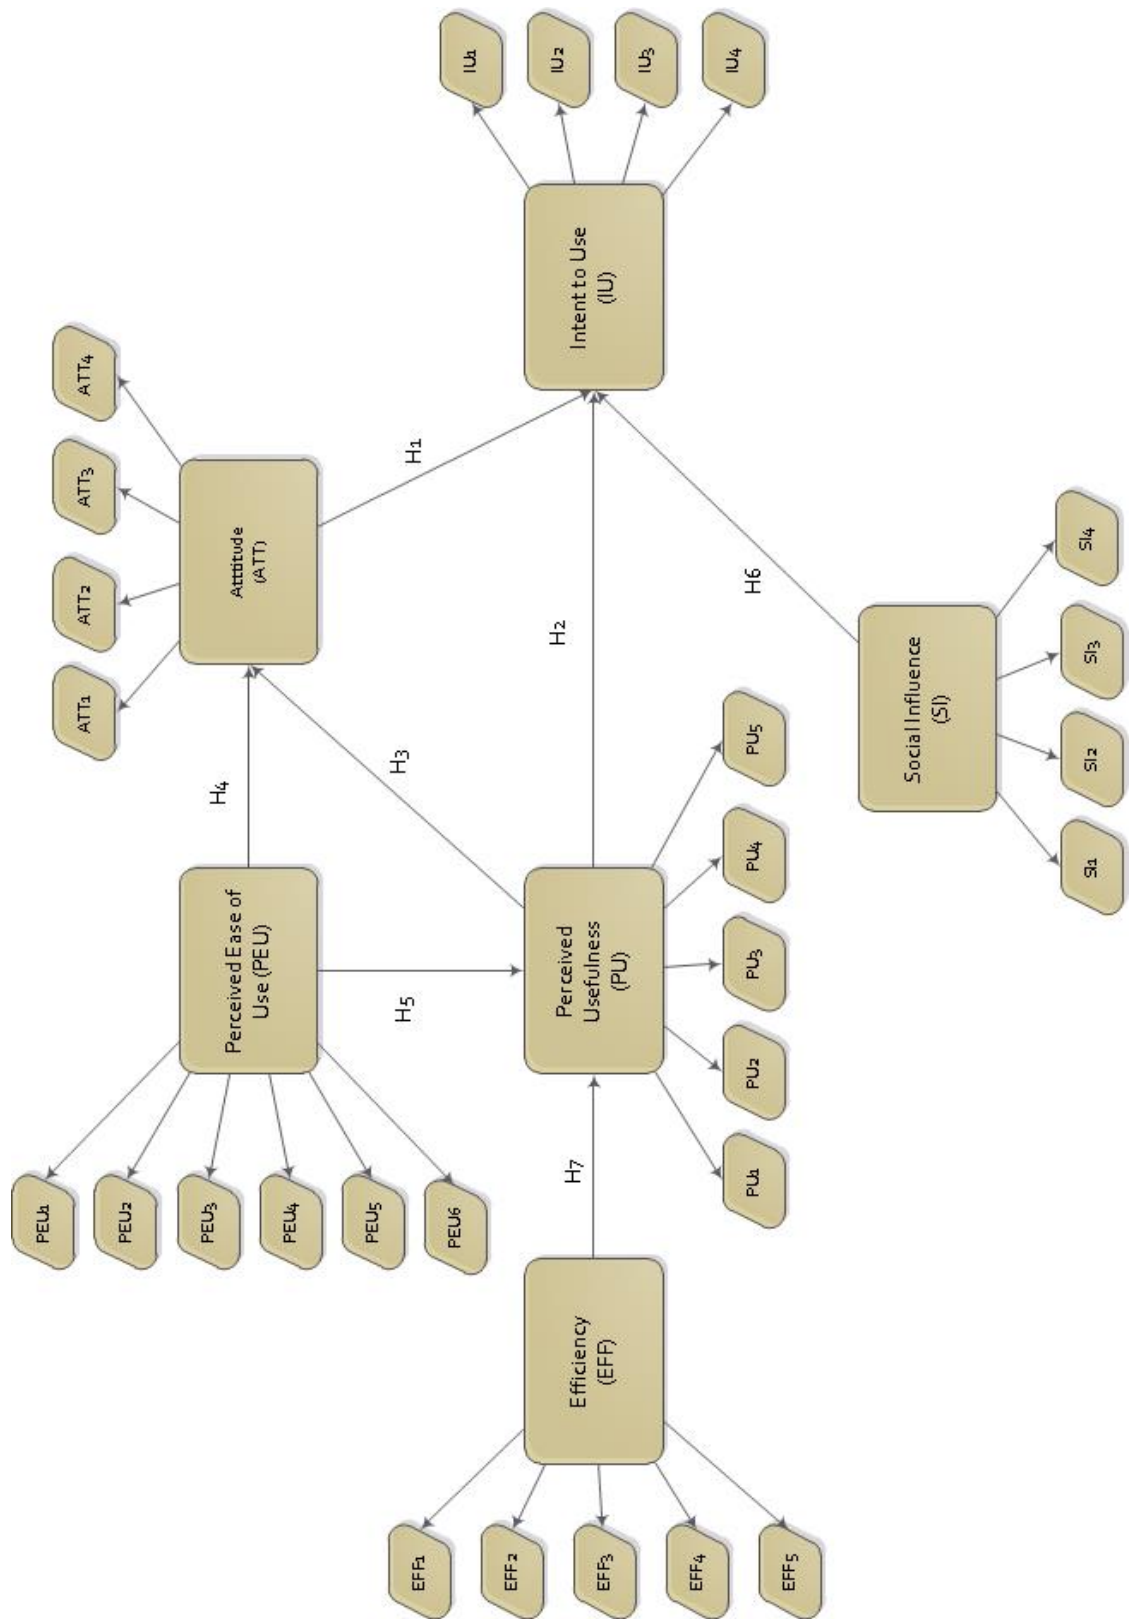 PEU1
PEU2
PEU3
PEU4
PEU5
PEU6
Perceived Ease of
Use (PEU)
H4
ATT1
ATT2
ATT3
ATT4
Atttitude
(ATT)
H5
H3
H1
EFF1
EFF2
EFF3
EFF4
EFF5
Efficiency
(EFF)
H7
Perceived
Usefulness
(PU)
PU1
PU2
PU3
PU4
PU5
H2
Intent to Use
(IU)
IU1
IU2
IU3
IU4
H6
Social Influence
(SI)
SI1
SI2
SI3
SI4